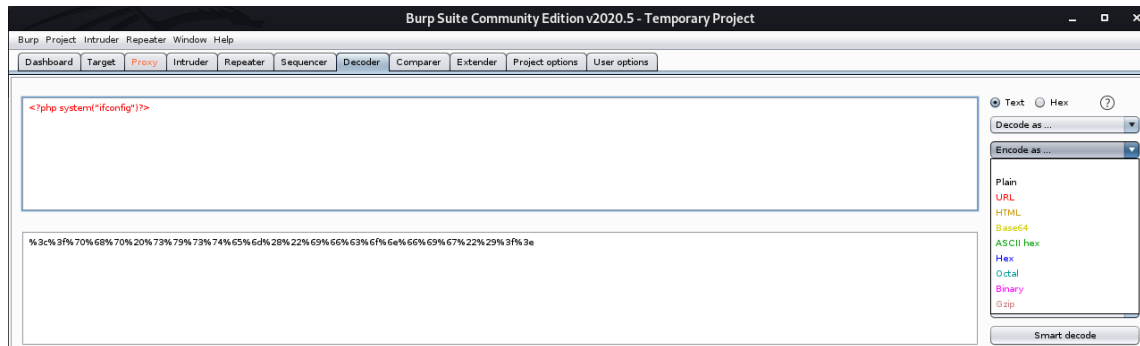 Burp Suite Community Edition v2020.5 - Temporary Project
Burp Project Intruder Repeater Window Help
Dashboard Target Proxy Intruder Repeater Sequencer Decoder Comparer Extender Project options User options
<?php system("ifconfig")?>
Text Hex ?
Decode as ...
Encode as ...
Plain
URL
HTML
Base64
ASCII hex
Hex
Octal
Binary
Gzip
%3c%3f%70%68%70%20%73%79%73%74%65%6d%28%22%69%66%63%6f%6e%66%69%67%22%29%3f%3e
Smart decode